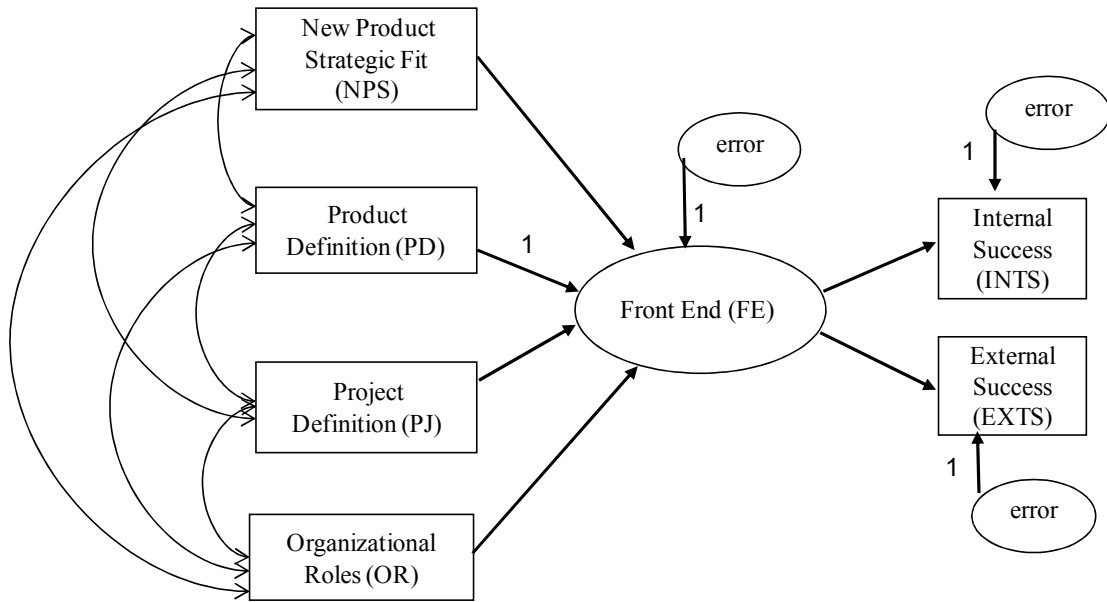 New Product
Strategic Fit
(NPS)
error
error
1
1
Product
Definition (PD)
1
Internal
Success
(INTS)
Front End (FE)
Project
Definition (PJ)
External
Success
(EXTS)
1
error
Organizational
Roles (OR)